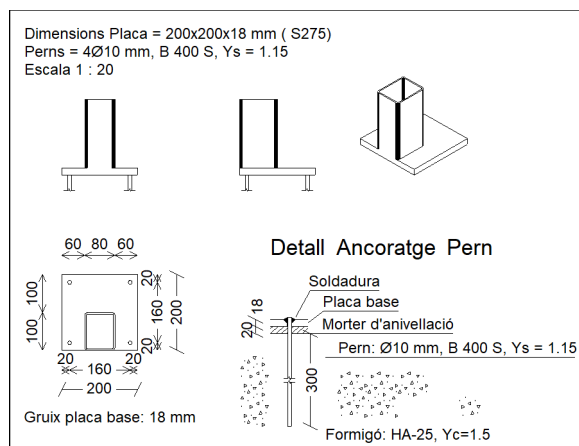 Dimensions Placa = 200x200x18 mm ( S275)
Perns = 4Ø10 mm, B 400 S, Ys = 1.15
Escala 1 : 20
60 80 60
100
100
20
160
20
200
20 20
160
200
Gruix placa base: 18 mm
Detall Ancoratge Pern
Soldadura
Placa base
Morter d'anivellació
18
20
300
Pern: Ø10 mm, B 400 S, Ys = 1.15
Formigó: HA-25, Yc=1.5